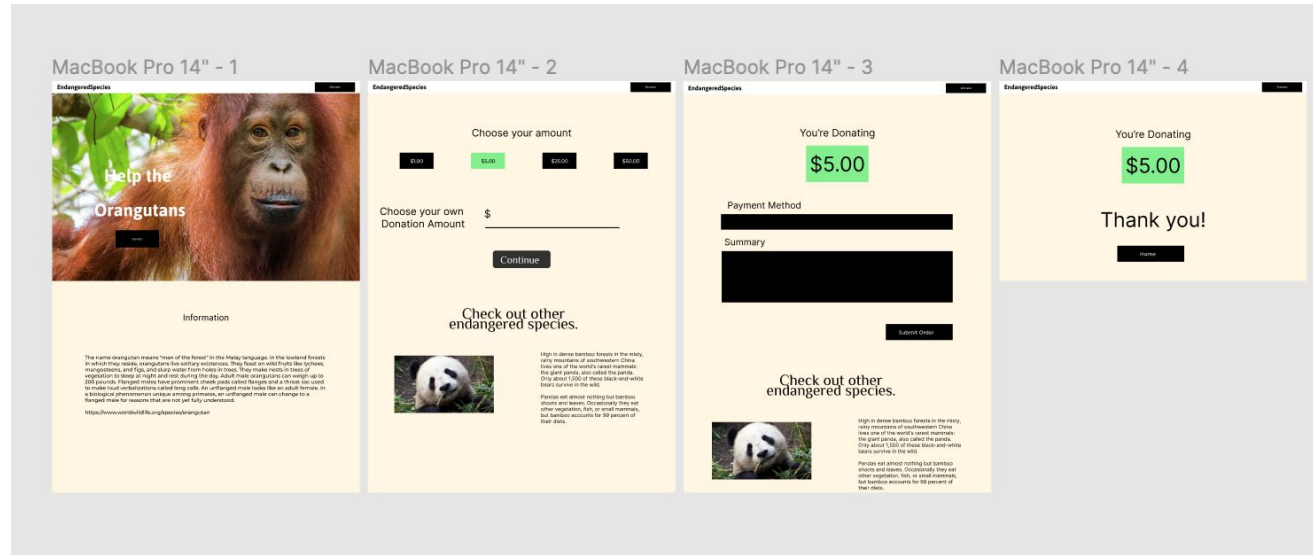 MacBook Pro 14" - 1
EndangeredSpecies
Donate
Help the
Orangutans
Donate
Information
The name orangutan means "man of the forest" in the Malay language. In the lowland forests
in which they reside, orangutans live solitary existences. They feast on wild fruits like lychees,
mangosteens, and figs, and slurp water from holes in trees. They make nests in trees of
vegetation to sleep at night and rest during the day. Adult male orangutans can weigh up to
200 pounds. Flanged males have prominent cheek pads called flanges and a throat sac used
to make loud verbalizations called long calls. An unflanged male looks like an adult female. In
a biological phenomenon unique among primates, an unflanged male can change to a
flanged male for reasons that are not yet fully understood.
https://www.worldwildlife.org/species/orangutan
MacBook Pro 14" - 2
EndangeredSpecies
Donate
Choose your amount
$1.00
$5.00
$25.00
$50.00
Choose your own
Donation Amount
$
Continue
Check out other
endangered species.
High in dense bamboo forests in the misty,
rainy mountains of southwestern China
lives one of the world's rarest mammals:
the giant panda, also called the panda.
Only about 1,500 of these black-and-white
bears survive in the wild.
Pandas eat almost nothing but bamboo
shoots and leaves. Occasionally they eat
other vegetation, fish, or small mammals,
but bamboo accounts for 99 percent of
their diets.
MacBook Pro 14" - 3
EndangeredSpecies
Donate
You're Donating
$5.00
Payment Method
Summary
Submit Order
Check out other
endangered species.
High in dense bamboo forests in the misty,
rainy mountains of southwestern China
lives one of the world's rarest mammals:
the giant panda, also called the panda.
Only about 1,500 of these black-and-white
bears survive in the wild.
Pandas eat almost nothing but bamboo
shoots and leaves. Occasionally they eat
other vegetation, fish, or small mammals,
but bamboo accounts for 99 percent of
their diets.
MacBook Pro 14" - 4
EndangeredSpecies
Donate
You're Donating
$5.00
Thank you!
Home